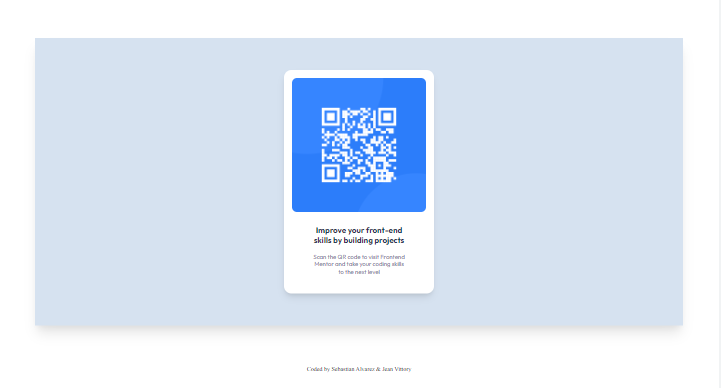 Improve your front-end
skills by building projects
Scan the QR code to visit Frontend
Mentor and take your coding skills
to the next level
Coded by Sebastian Alvarez & Jean Vittory